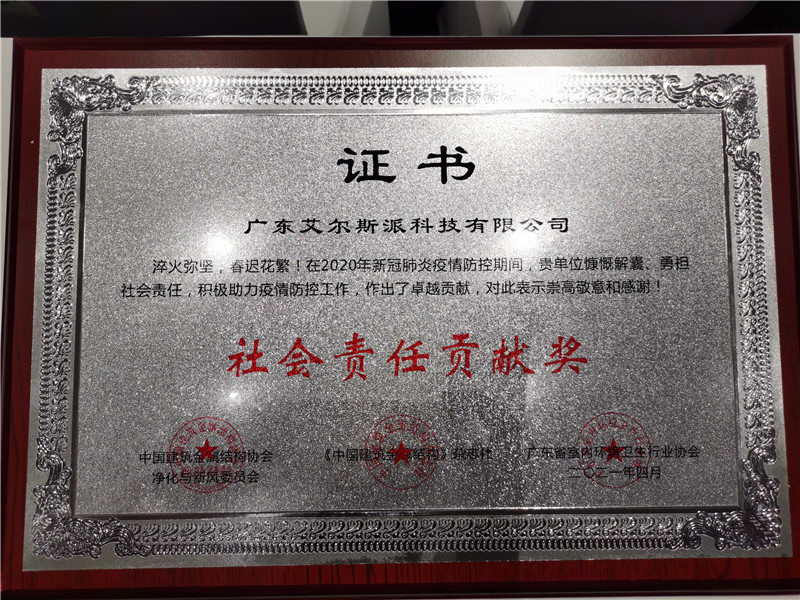 证书
广东艾尔斯派科技有限公司
淬火弥坚，春迟花繁！在2020年新冠肺炎疫情防控期间，贵单位慷慨解囊、勇担
社会责任，积极助力疫情防控工作，作出了卓越贡献，对此表示崇高敬意和感谢！
社会责任贡献奖
中国建筑金属结构协会
净化与新风委员会
《中国建筑金属结构》杂志社
广东省室内环境卫生行业协会
二〇二一年四月